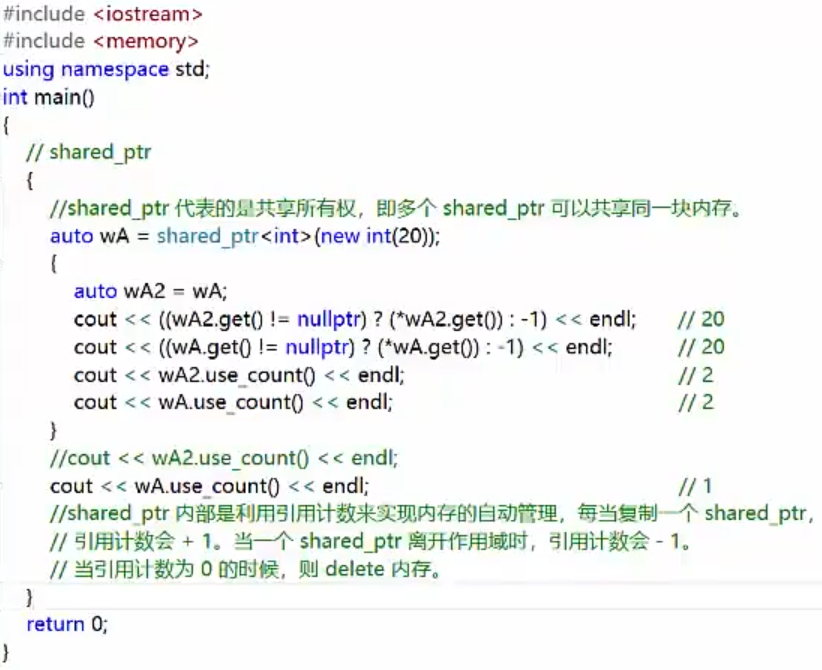 #include <iostream>
#include <memory>
using namespace std;
int main()
{
// shared_ptr
{
//shared_ptr 代表的是共享所有权，即多个 shared_ptr 可以共享同一块内存。
auto wA = shared_ptr<int>(new int(20));
{
auto wA2 = wA;
cout << ((wA2.get() != nullptr) ? (*wA2.get()) : -1) << endl; // 20
cout << ((wA.get() != nullptr) ? (*wA.get()) : -1) << endl; // 20
cout << wA2.use_count() << endl; // 2
cout << wA.use_count() << endl; // 2
}
//cout << wA2.use_count() << endl;
cout << wA.use_count() << endl; // 1
//shared_ptr 内部是利用引用计数来实现内存的自动管理，每当复制一个 shared_ptr，
// 引用计数会 + 1。当一个 shared_ptr 离开作用域时，引用计数会 - 1。
// 当引用计数为 0 的时候，则 delete 内存。
}
return 0;
}